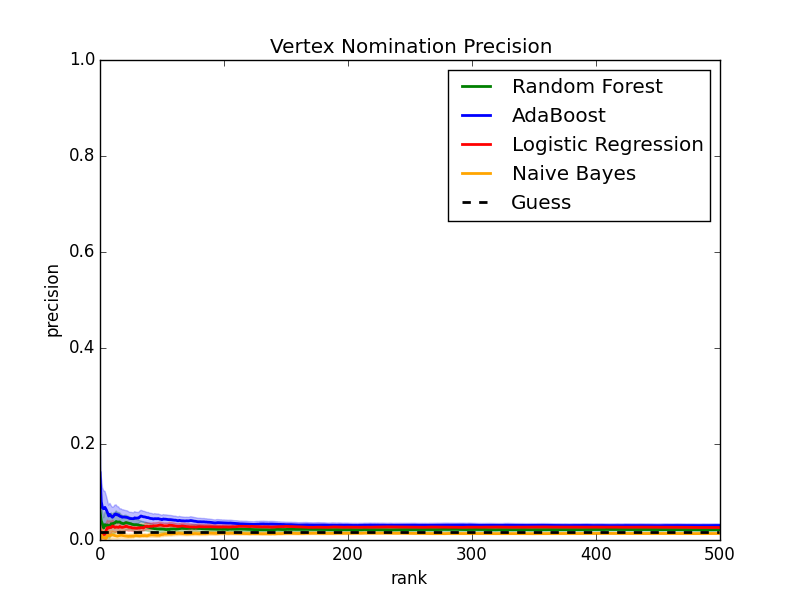 Vertex Nomination Precision
1.0
0.8
0.6
0.4
0.2
0.0
precision
Random Forest
AdaBoost
Logistic Regression
Naive Bayes
Guess
0 100 200 300 400 500
rank